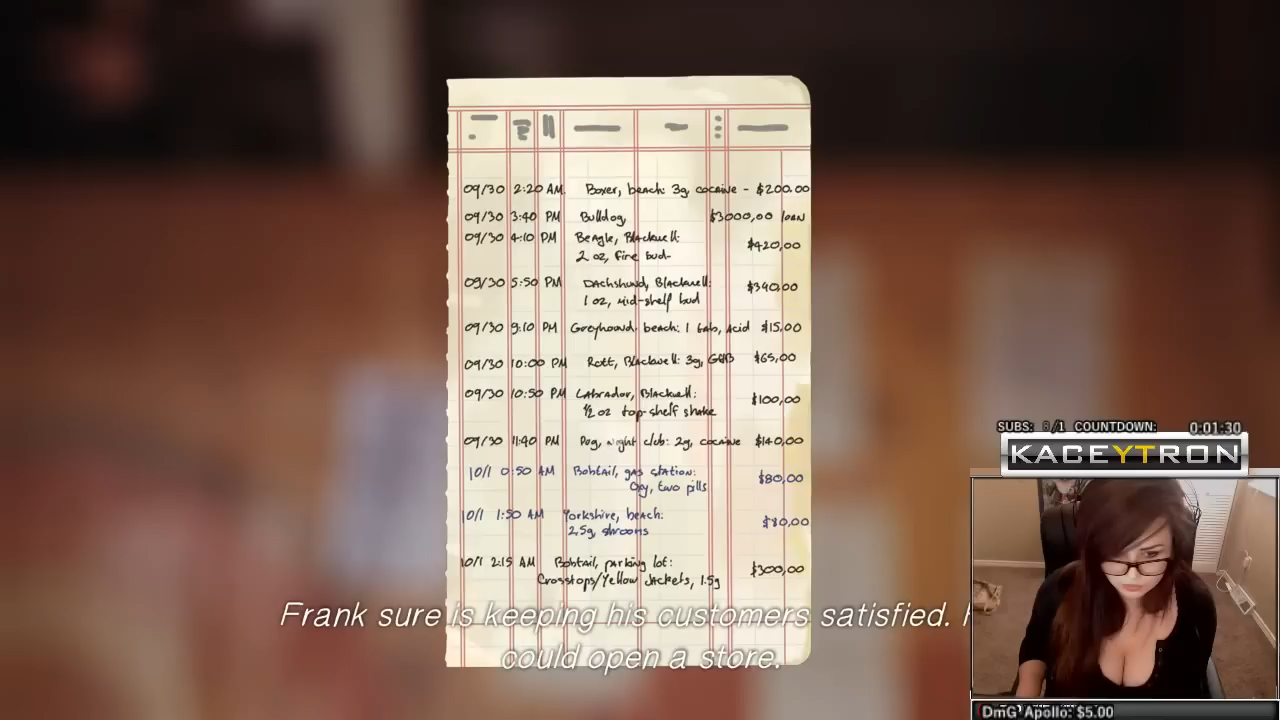 09/30 2:20 AM. Boxer, beach: 3g, cocaine - $200.00
09/30 3:40 PM Bulldog, $3000,00 loan
09/30 4:10 PM Beagle, Blackwell: $420,00
2 oz, fire bud-
09/30 5:50 PM Dachshund, Blackwell: $340.00
1 oz, mid-shelf bud
09/30 9:10 PM Greyhound, beach: 1 tab, Acid $15.00
09/30 10:00 PM Rott, Blackwell: 3g, GHB $65,00
09/30 10:50 PM Labrador, Blackwell: $100,00
1/2 oz top-shelf shake
09/30 11:40 PM Pog, night club: 2g, cocaine $140,00
10/1 0:50 AM Bobtail, gas station: $80,00
Oxy, two pills
10/1 1:50 AM Yorkshire, beach: $80,00
2,5g, shrooms
10/1 2:15 AM Bobtail, parking lot: $300,00
Crosstops/Yellow Jackets, 1.5g
Frank sure is keeping his customers satisfied.
could open a store.
SUBS: 8/1 COUNTDOWN: 0:01:30
KACEYTRON
DmG Apollo: $5.00